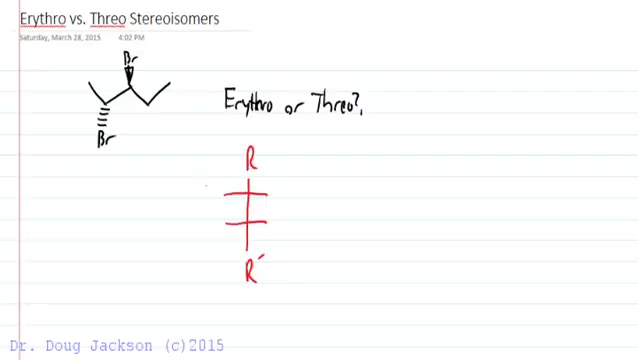 Erythro vs. Threo Stereoisomers
Saturday, March 28, 2015 4:02 PM
Br
Erythro or Threo?,
Br
R
R'
Dr. Doug Jackson (c)2015